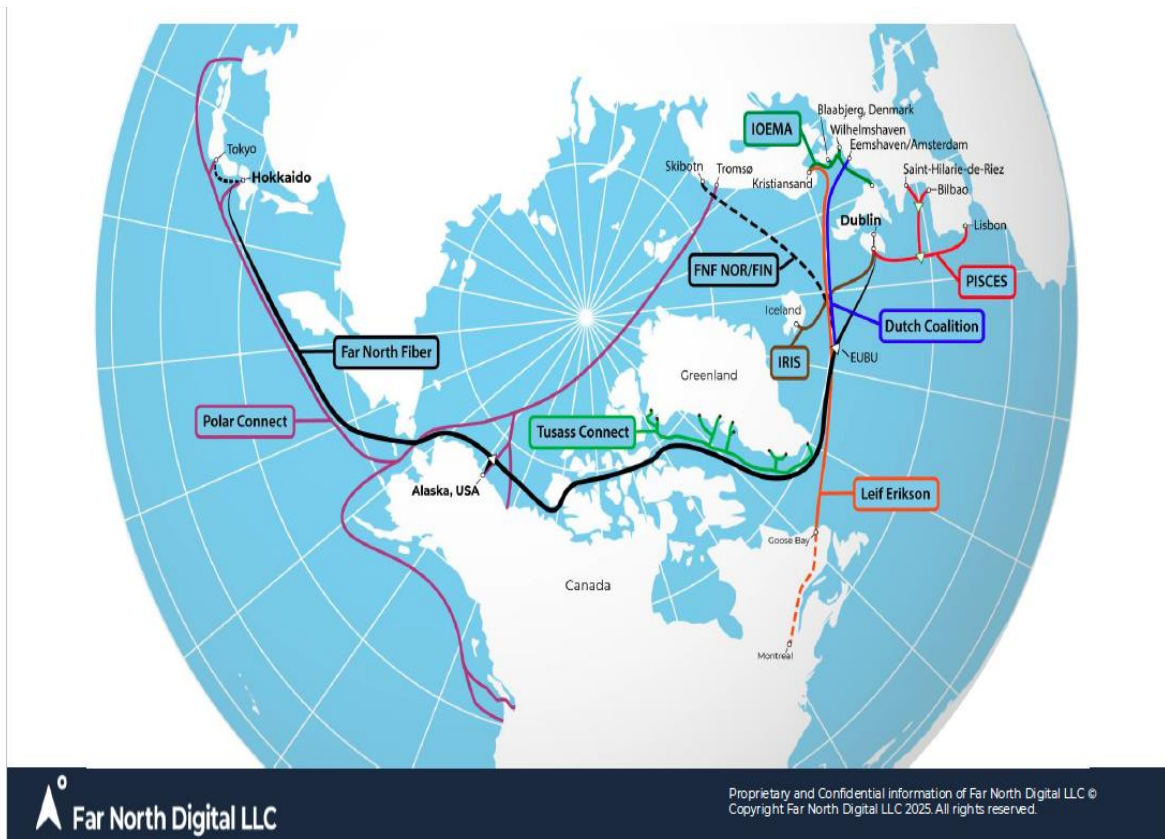 Blaabjerg, Denmark
IOEMA
Wilhelmshaven
Eemshaven/Amsterdam
Tokyo
Skibotn
Tromsø
Saint-Hilarie-de-Riez
Hokkaido
Kristiansand
Bilbao
Dublin
Lisbon
FNF NOR/FIN
PISCES
Iceland
Dutch Coalition
Far North Fiber
IRIS
EUBU
Greenland
Polar Connect
Tusass Connect
Alaska, USA
Leif Erikson
Goose Bay
Canada
Montreal
Far North Digital LLC
Proprietary and Confidential information of Far North Digital LLC ©
Copyright Far North Digital LLC 2025. All rights reserved.